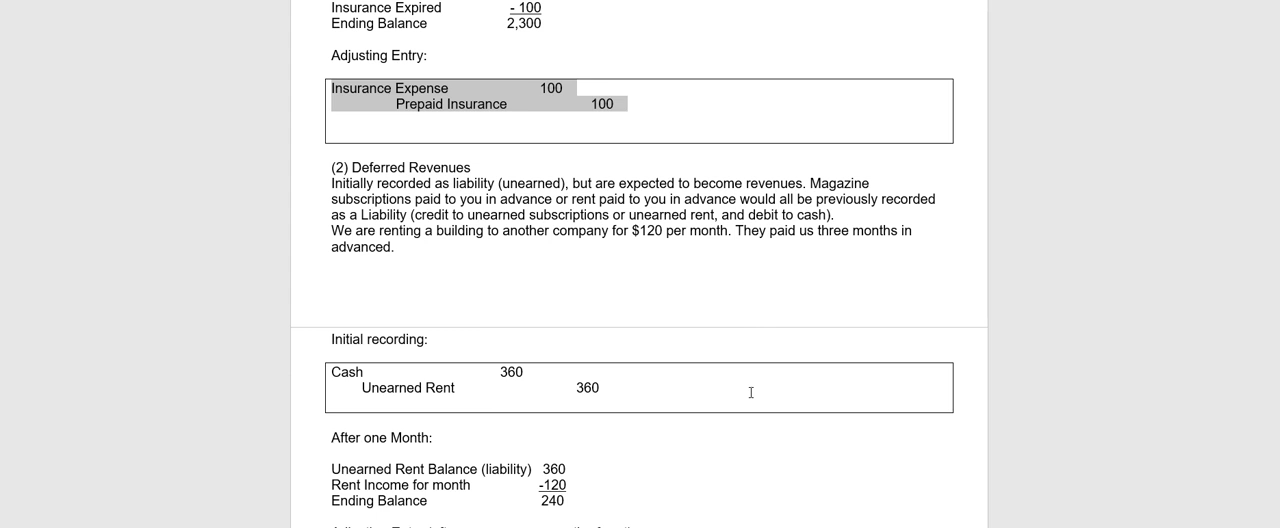 Insurance Expired - 100
Ending Balance 2,300
Adjusting Entry:
Insurance Expense 100
Prepaid Insurance 100
(2) Deferred Revenues
Initially recorded as liability (unearned), but are expected to become revenues. Magazine
subscriptions paid to you in advance or rent paid to you in advance would all be previously recorded
as a Liability (credit to unearned subscriptions or unearned rent, and debit to cash).
We are renting a building to another company for $120 per month. They paid us three months in
advanced.
Initial recording:
Cash 360
Unearned Rent 360
After one Month:
Unearned Rent Balance (liability) 360
Rent Income for month -120
Ending Balance 240